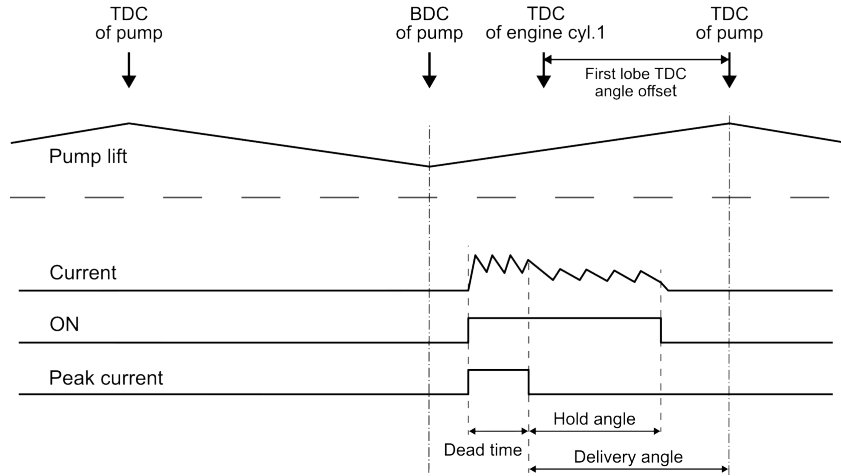 TDC
of pump
BDC
of pump
TDC
of engine cyl.1
TDC
of pump
First lobe TDC
angle offset
Pump lift
Current
ON
Peak current
Dead time
Hold angle
Delivery angle